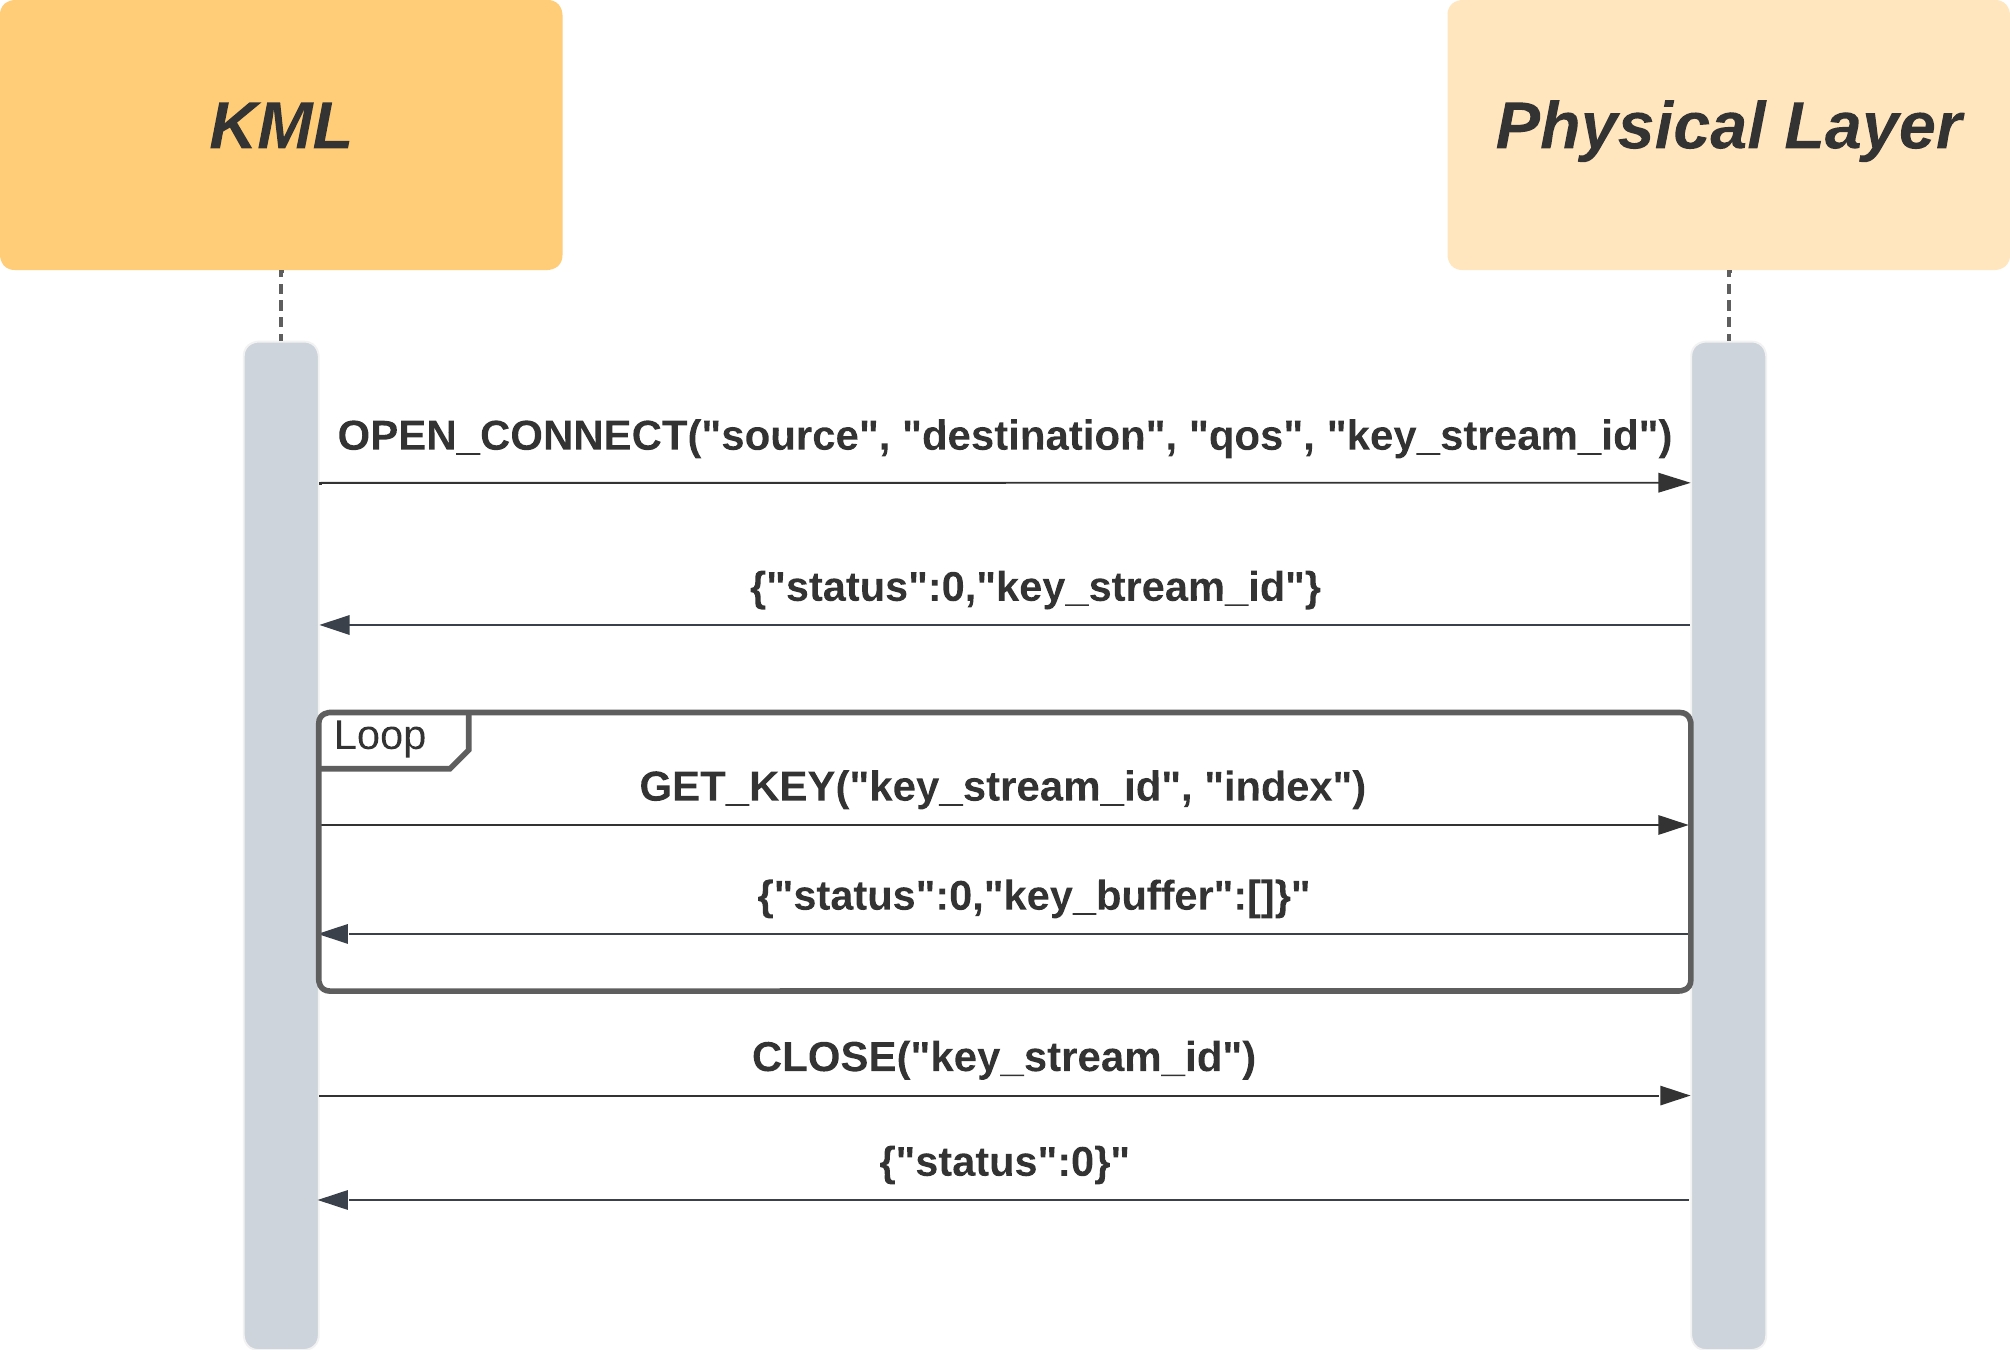 KML
Physical Layer
OPEN_CONNECT("source", "destination", "qos", "key_stream_id")
{"status":0,"key_stream_id"}
Loop
GET_KEY("key_stream_id", "index")
{"status":0,"key_buffer":[]}"
CLOSE("key_stream_id")
{"status":0}"